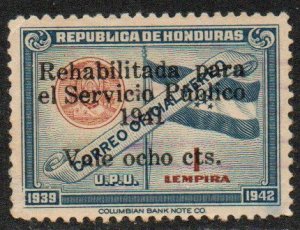 REPUBLICA DE HONDURAS
Rehabilitada para
el Servicio Público.
CORREO OFICIAL
Vale ocho cts.
U.P.U.
1
LEMPIRA
1939
1942
COLUMBIAN BANK NOTE CO.